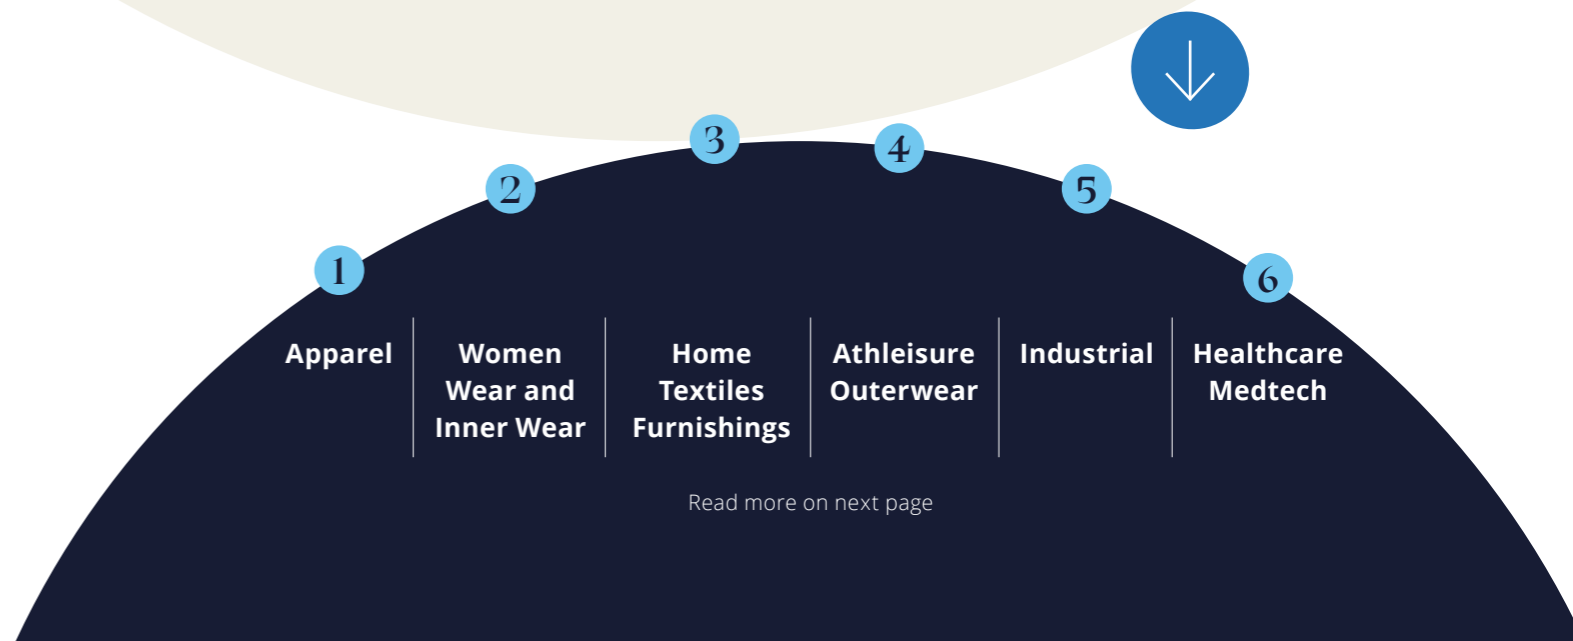 1
2
3
4
5
6
Apparel
Women
Wear and
Inner Wear
Home
Textiles
Furnishings
Athleisure
Outerwear
Industrial
Healthcare
Medtech
Read more on next page